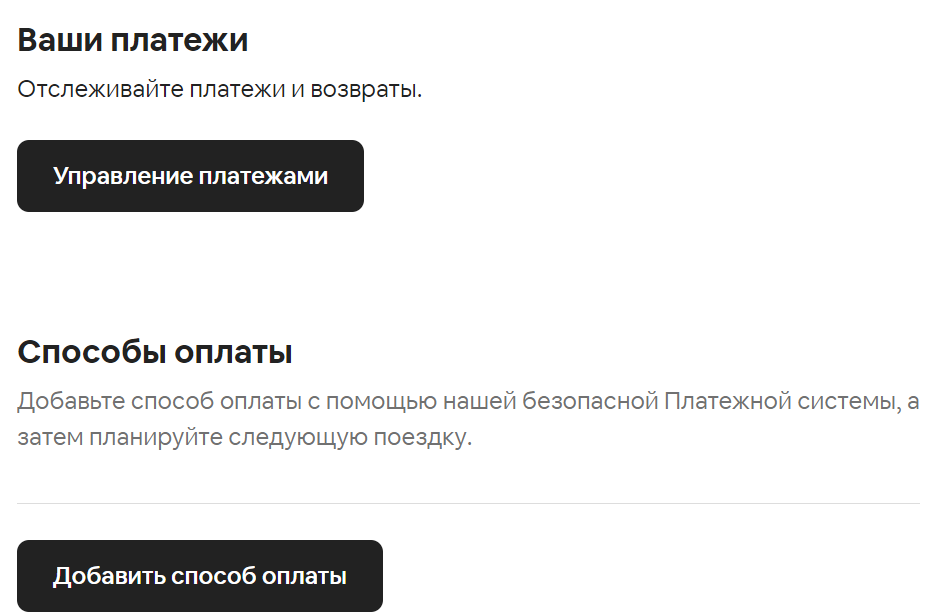 Ваши платежи
Отслеживайте платежи и возвраты.
Управление платежами
Способы оплаты
Добавьте способ оплаты с помощью нашей безопасной Платежной системы, а
затем планируйте следующую поездку.
Добавить способ оплаты